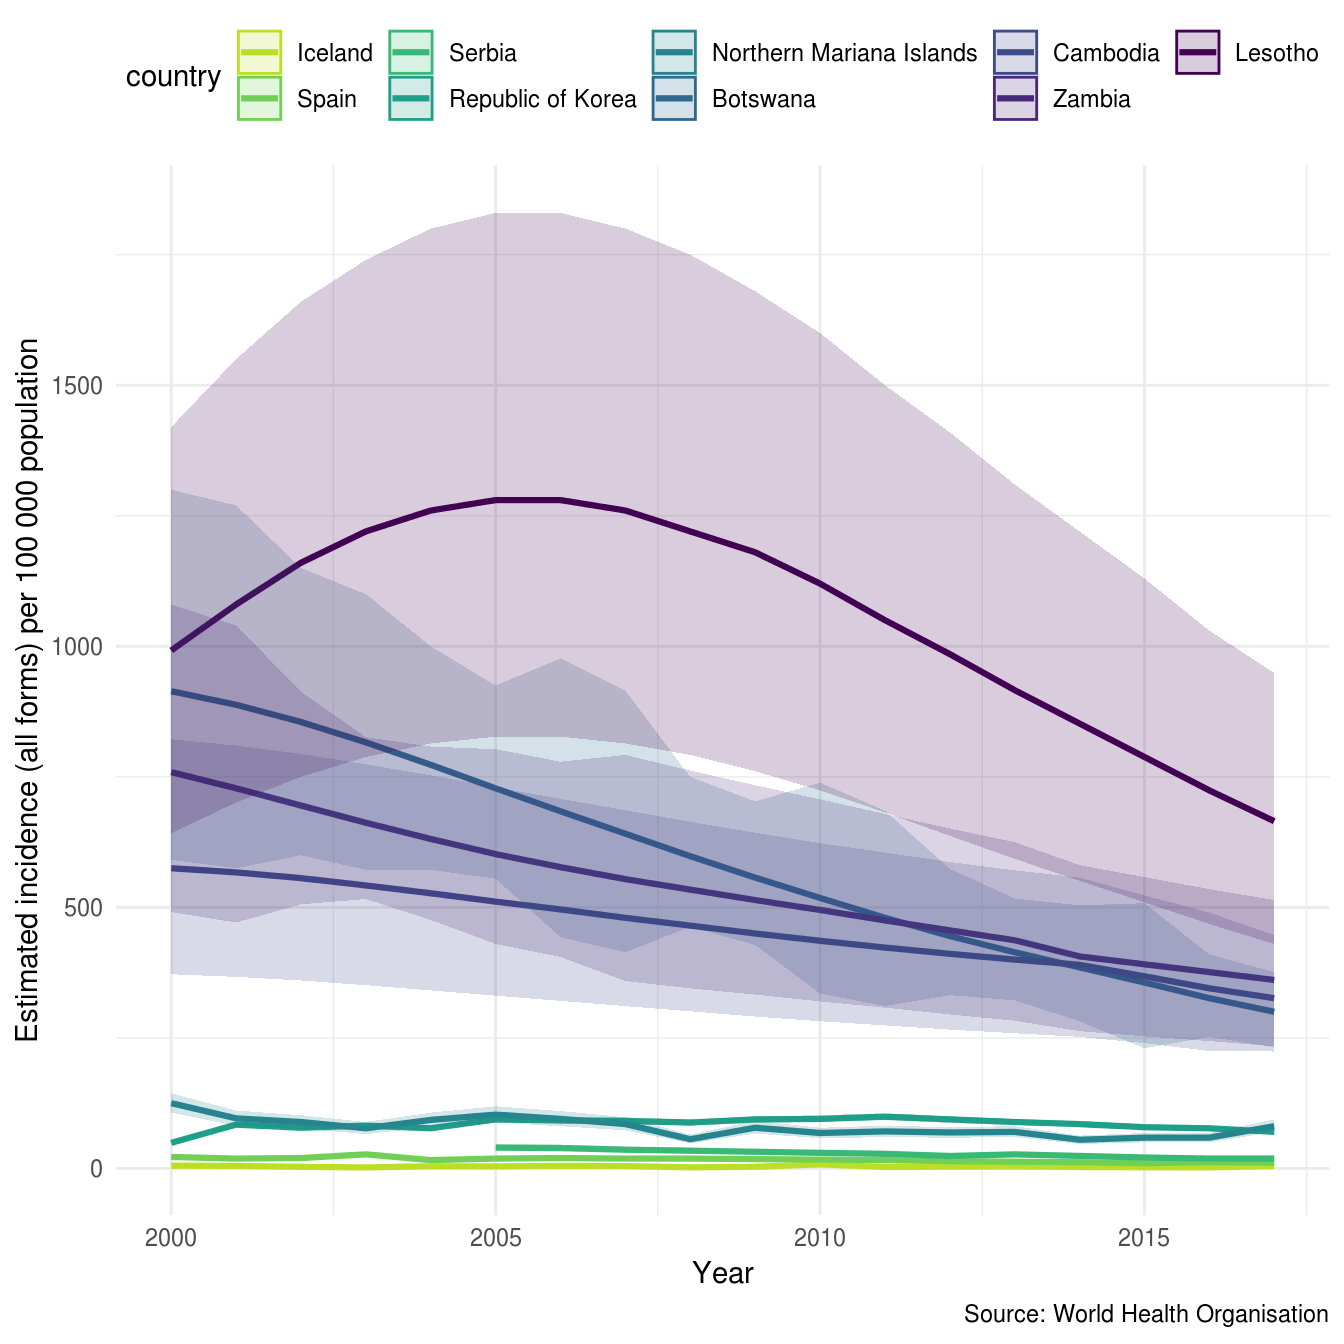 country
Iceland
Serbia
Northern Mariana Islands
Cambodia
Lesotho
Spain
Republic of Korea
Botswana
Zambia
Estimated incidence (all forms) per 100 000 population
1500
1000
500
0
2000
2005
2010
2015
Year
Source: World Health Organisation